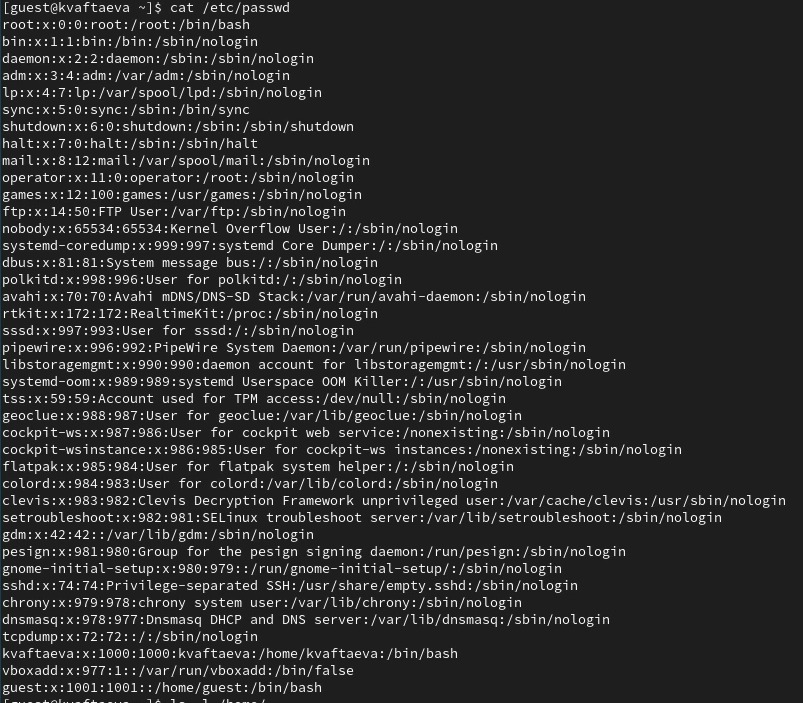 [guest@kvaftaeva ~]$ cat /etc/passwd
root:x:0:0:root:/root:/bin/bash
bin:x:1:1:bin:/bin:/sbin/nologin
daemon:x:2:2:daemon:/sbin:/sbin/nologin
adm:x:3:4:adm:/var/adm:/sbin/nologin
lp:x:4:7:lp:/var/spool/lpd:/sbin/nologin
sync:x:5:0:sync:/sbin:/bin/sync
shutdown:x:6:0:shutdown:/sbin:/sbin/shutdown
halt:x:7:0:halt:/sbin:/sbin/halt
mail:x:8:12:mail:/var/spool/mail:/sbin/nologin
operator:x:11:0:operator:/root:/sbin/nologin
games:x:12:100:games:/usr/games:/sbin/nologin
ftp:x:14:50:FTP User:/var/ftp:/sbin/nologin
nobody:x:65534:65534:Kernel Overflow User:/:/sbin/nologin
systemd-coredump:x:999:997:systemd Core Dumper:/:/sbin/nologin
dbus:x:81:81:System message bus:/:/sbin/nologin
polkitd:x:998:996:User for polkitd:/:/sbin/nologin
avahi:x:70:70:Avahi mDNS/DNS-SD Stack:/var/run/avahi-daemon:/sbin/nologin
rtkit:x:172:172:RealtimeKit:/proc:/sbin/nologin
sssd:x:997:993:User for sssd:/:/sbin/nologin
pipewire:x:996:992:PipeWire System Daemon:/var/run/pipewire:/sbin/nologin
libstoragemgmt:x:990:990:daemon account for libstoragemgmt:/:/usr/sbin/nologin
systemd-oom:x:989:989:systemd Userspace OOM Killer:/:/usr/sbin/nologin
tss:x:59:59:Account used for TPM access:/dev/null:/sbin/nologin
geoclue:x:988:987:User for geoclue:/var/lib/geoclue:/sbin/nologin
cockpit-ws:x:987:986:User for cockpit web service:/nonexisting:/sbin/nologin
cockpit-wsinstance:x:986:985:User for cockpit-ws instances:/nonexisting:/sbin/nologin
flatpak:x:985:984:User for flatpak system helper:/:/sbin/nologin
colord:x:984:983:User for colord:/var/lib/colord:/sbin/nologin
clevis:x:983:982:Clevis Decryption Framework unprivileged user:/var/cache/clevis:/usr/sbin/nologin
setroubleshoot:x:982:981:SELinux troubleshoot server:/var/lib/setroubleshoot:/sbin/nologin
gdm:x:42:42::/var/lib/gdm:/sbin/nologin
pesign:x:981:980:Group for the pesign signing daemon:/run/pesign:/sbin/nologin
gnome-initial-setup:x:980:979::/run/gnome-initial-setup/:/sbin/nologin
sshd:x:74:74:Privilege-separated SSH:/usr/share/empty.sshd:/sbin/nologin
chrony:x:979:978:chrony system user:/var/lib/chrony:/sbin/nologin
dnsmasq:x:978:977:Dnsmasq DHCP and DNS server:/var/lib/dnsmasq:/sbin/nologin
tcpdump:x:72:72::/:/sbin/nologin
kvaftaeva:x:1000:1000:kvaftaeva:/home/kvaftaeva:/bin/bash
vboxadd:x:977:1::/var/run/vboxadd:/bin/false
guest:x:1001:1001::/home/guest:/bin/bash